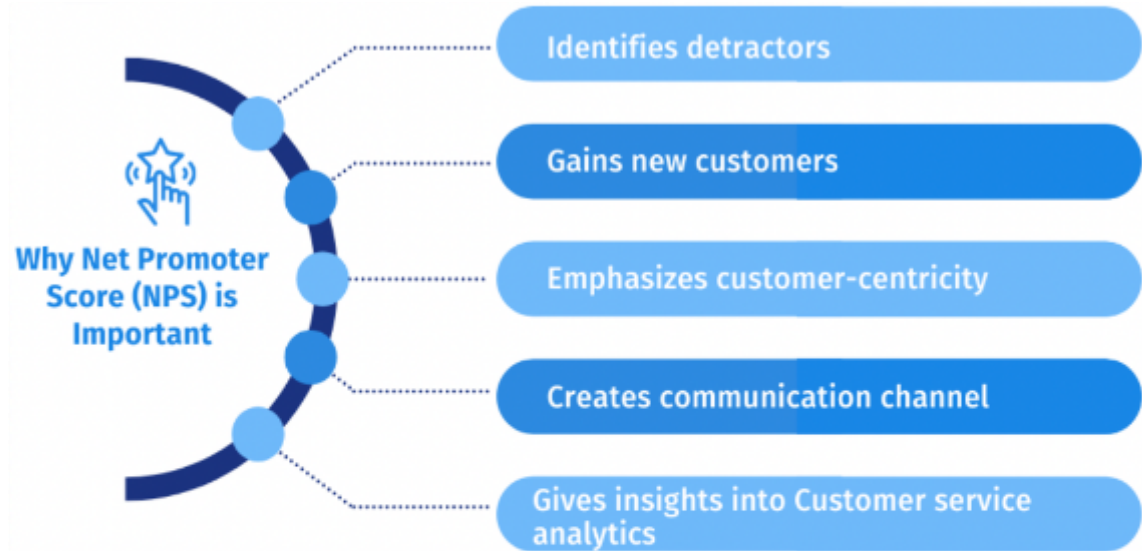 Why Net Promoter
Score (NPS) is
Important
Identifies detractors
Gains new customers
Emphasizes customer-centricity
Creates communication channel
Gives insights into Customer service
analytics